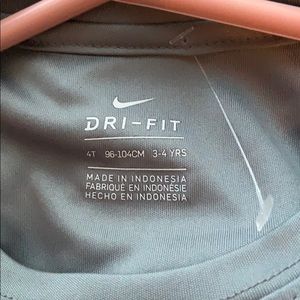 DRI-FIT
4T 96-104CM 3-4 YRS
MADE IN INDONESIA
FABRIQUÉ EN INDONÉSIE
HECHO EN INDONESIA